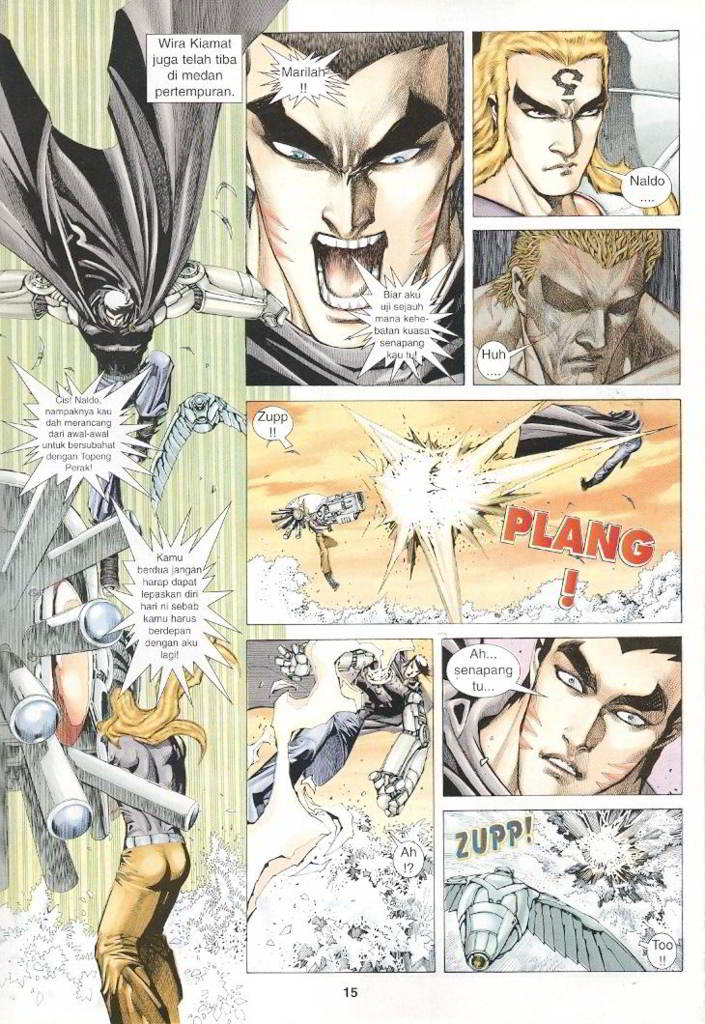 Wira Kiamat
juga telah tiba
di medan
pertempuran.
Marilah
!!
Biar aku
uji sejauh
mana kehe-
batan kuasa
senapang
kau tu!
Naldo
....
Huh
....
Cis! Naldo,
nampaknya kau
dah merancang
dari awal-awal
untuk bersubahat
dengan Topeng
Perak!
Kamu
berdua jangan
harap dapat
lepaskan diri
hari ni sebab
kamu harus
berdepan
dengan aku
lagi!
Zupp
!!
PLANG
!
Ah
!?
Ah...
senapang
tu...
ZUPP!
Too
!!
15